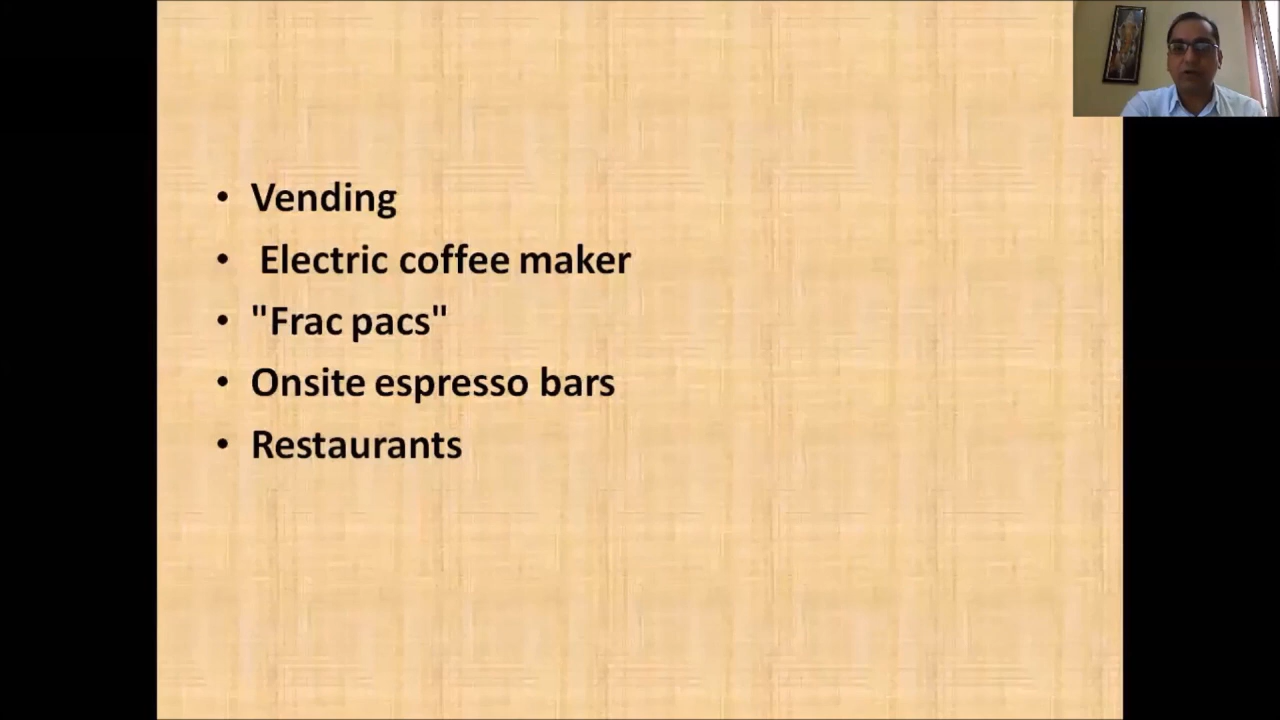 • Vending
• Electric coffee maker
• "Frac pacs"
• Onsite espresso bars
• Restaurants